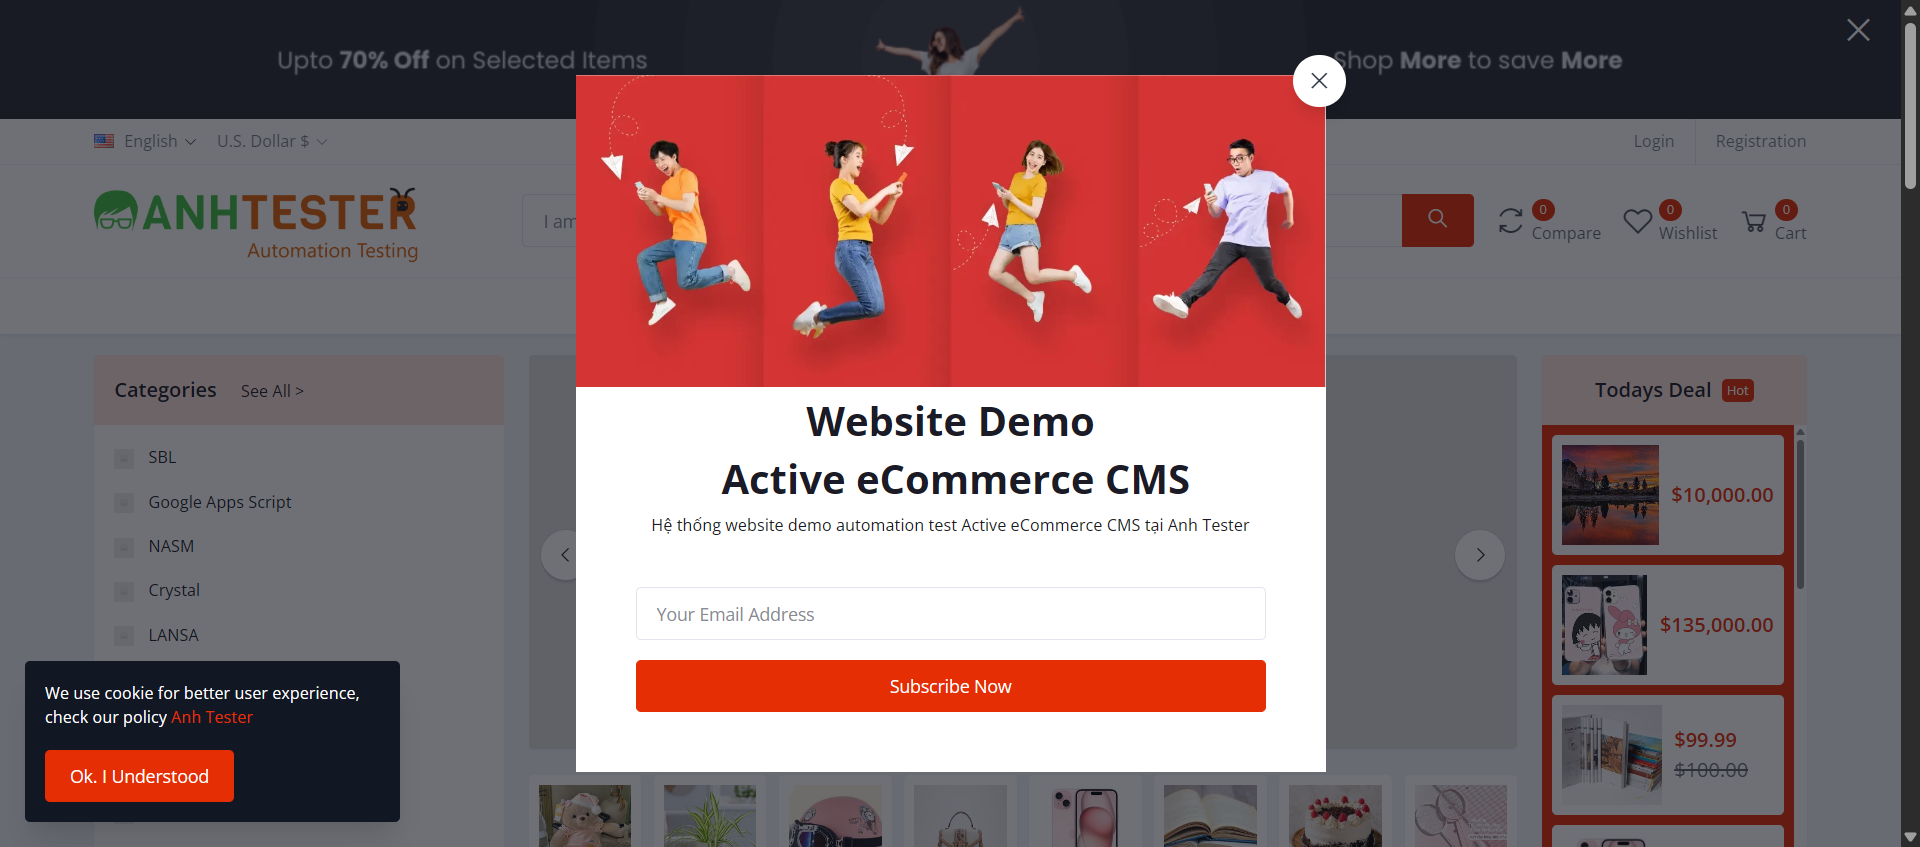 Upto 70% Off on Selected Items
Shop More to save More
English
U.S. Dollar $
Login
Registration
ANHTESTER
Automation Testing
I am
0
Compare
0
Wishlist
0
Cart
Categories
See All >
SBL
Google Apps Script
NASM
Crystal
LANSA
Todays Deal
Hot
$10,000.00
$135,000.00
$99.99
$100.00
Website Demo
Active eCommerce CMS
Hệ thống website demo automation test Active eCommerce CMS tại Anh Tester
Your Email Address
Subscribe Now
We use cookie for better user experience,
check our policy Anh Tester
Ok. I Understood